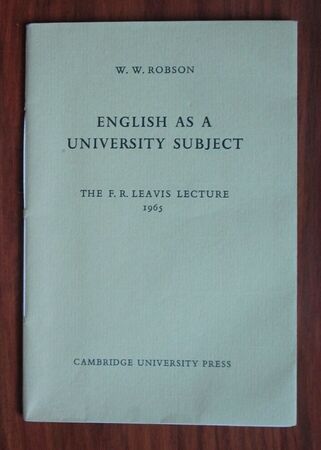 W. W. ROBSON
ENGLISH AS A
UNIVERSITY SUBJECT
THE F. R. LEAVIS LECTURE
1965
CAMBRIDGE UNIVERSITY PRESS